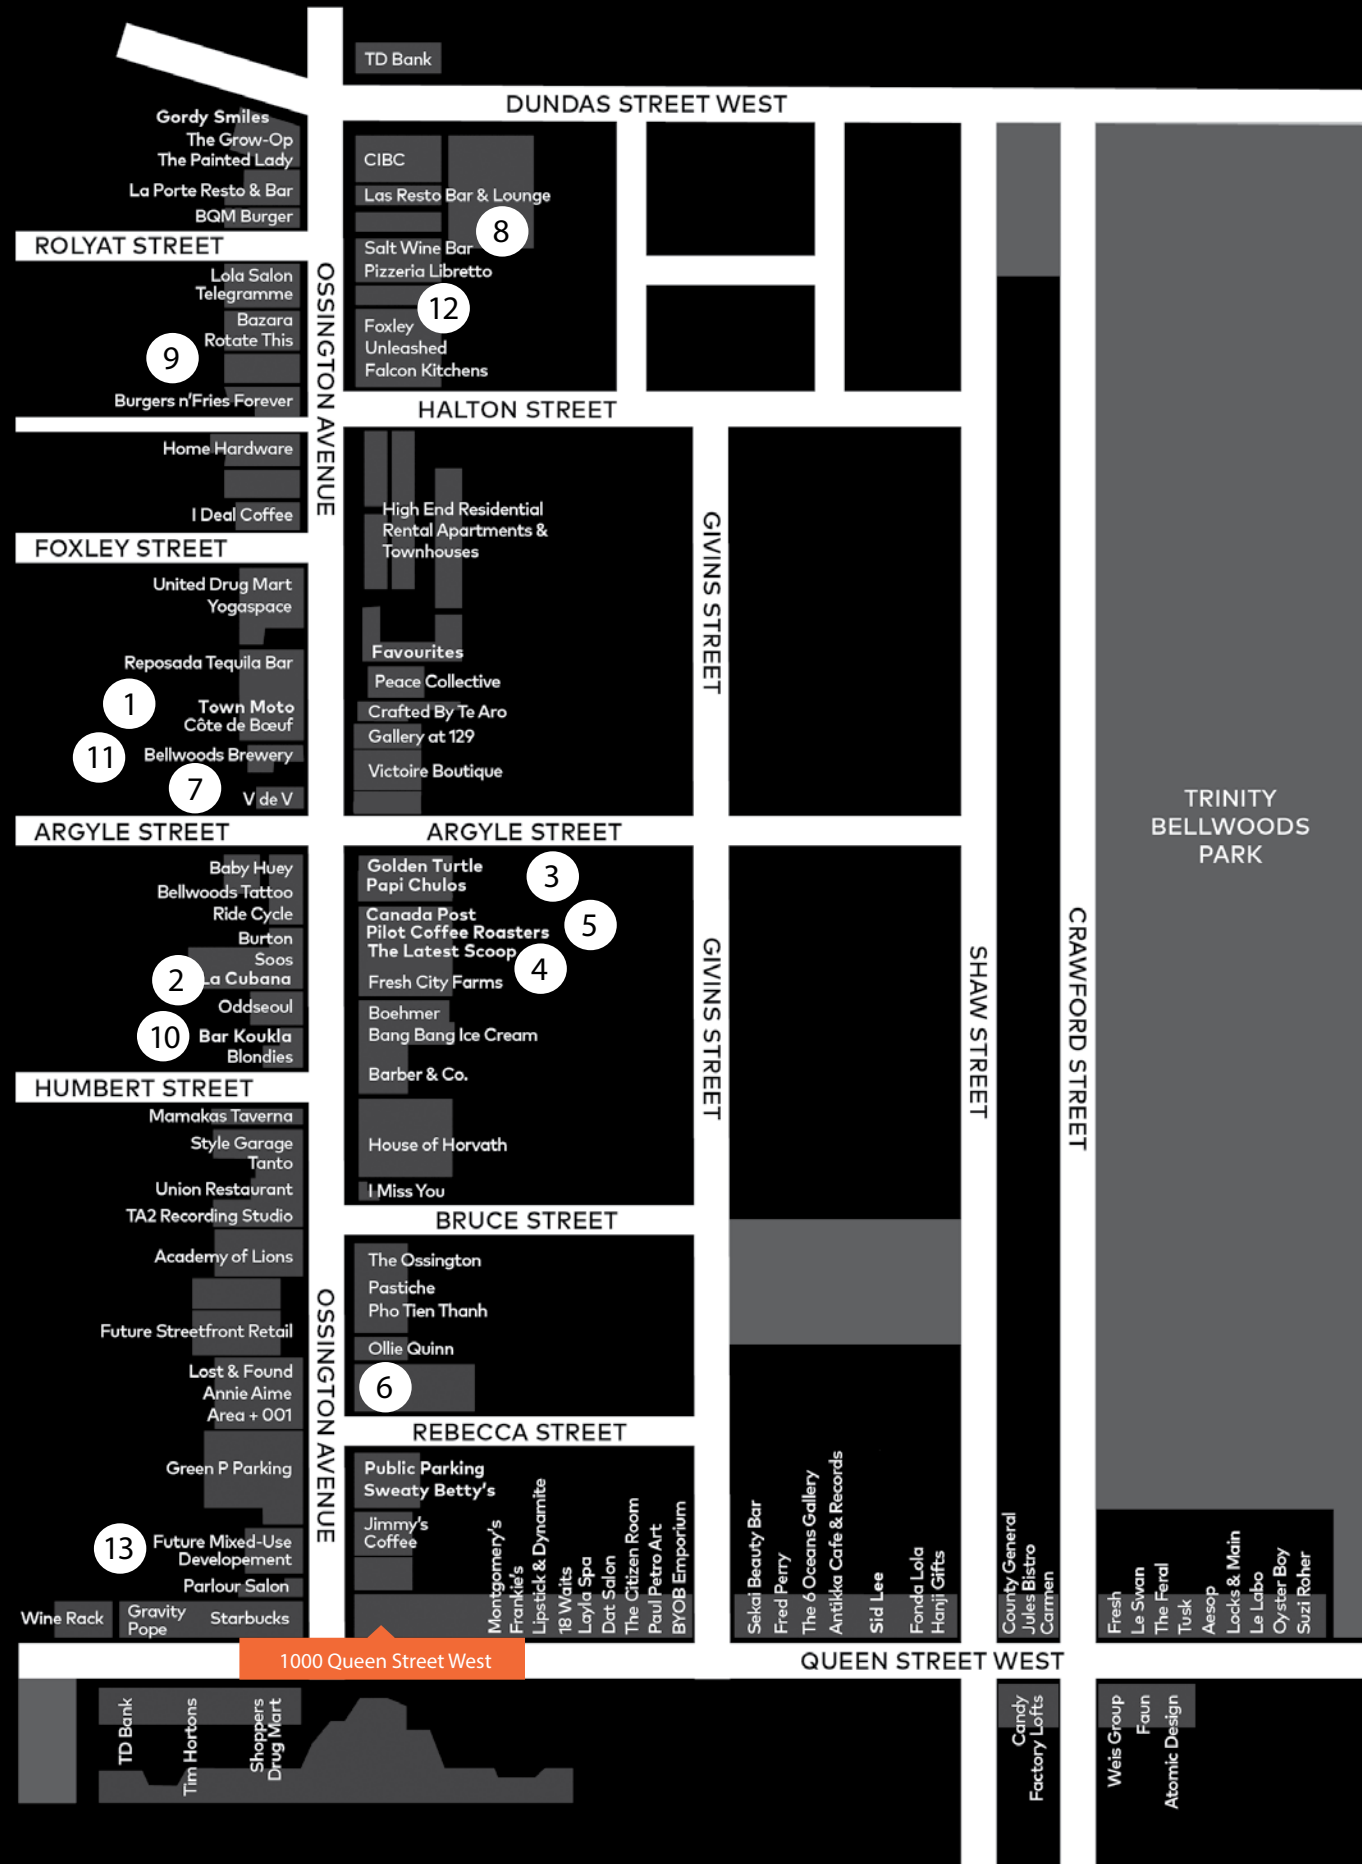 TD Bank
DUNDAS STREET WEST
Gordy Smiles
The Grow-Op
The Painted Lady
La Porte Resto & Bar
BQM Burger
CIBC
Las Resto Bar & Lounge
8
Salt Wine Bar
Pizzeria Libretto
12
Foxley
Unleashed
Falcon Kitchens
ROLYAT STREET
Lola Salon
Telegramme
Bazara
Rotate This
9
Burgers n'Fries Forever
OSSINGTON AVENUE
HALTON STREET
Home Hardware
I Deal Coffee
High End Residential
Rental Apartments &
Townhouses
GIVINS STREET
FOXLEY STREET
United Drug Mart
Yogaspace
Reposada Tequila Bar
1
Town Moto
Côte de Bœuf
11
Bellwoods Brewery
7
V de V
Favourites
Peace Collective
Crafted By Te Aro
Gallery at 129
Victoire Boutique
TRINITY
BELLWOODS
PARK
ARGYLE STREET
ARGYLE STREET
Baby Huey
Bellwoods Tattoo
Ride Cycle
Burton
Soos
2
La Cubana
Oddseoul
10
Bar Koukla
Blondies
Golden Turtle
Papi Chulos
3
Canada Post
Pilot Coffee Roasters
The Latest Scoop
5
4
Fresh City Farms
Boehmer
Bang Bang Ice Cream
Barber & Co.
House of Horvath
I Miss You
GIVINS STREET
SHAW STREET
CRAWFORD STREET
HUMBERT STREET
Mamakas Taverna
Style Garage
Tanto
Union Restaurant
TA2 Recording Studio
Academy of Lions
Future Streetfront Retail
Lost & Found
Annie Aime
Area + 001
Green P Parking
13
Future Mixed-Use
Developement
Parlour Salon
Wine Rack
Gravity
Pope
Starbucks
BRUCE STREET
The Ossington
Pastiche
Pho Tien Thanh
Ollie Quinn
6
OSSINGTON AVENUE
REBECCA STREET
Public Parking
Sweaty Betty's
Jimmy's
Coffee
Montgomery's
Frankie's
Lipstick & Dynamite
18 Waits
Layla Spa
Dot Salon
The Citizen Room
Paul Petro Art
BYOB Emporium
Sekai Beauty Bar
Fred Perry
The 6 Oceans Gallery
Antikka Cafe & Records
Sid Lee
Fonda Lola
Hanji Gifts
County General
Jules Bistro
Carmen
Fresh
Le Swan
The Feral
Tusk
Aesop
Locks & Main
Le Labo
Oyster Boy
Suzi Roher
1000 Queen Street West
QUEEN STREET WEST
TD Bank
Tim Hortons
Shoppers
Drug Mart
Candy
Factory Lofts
Weis Group
Faun
Atomic Design